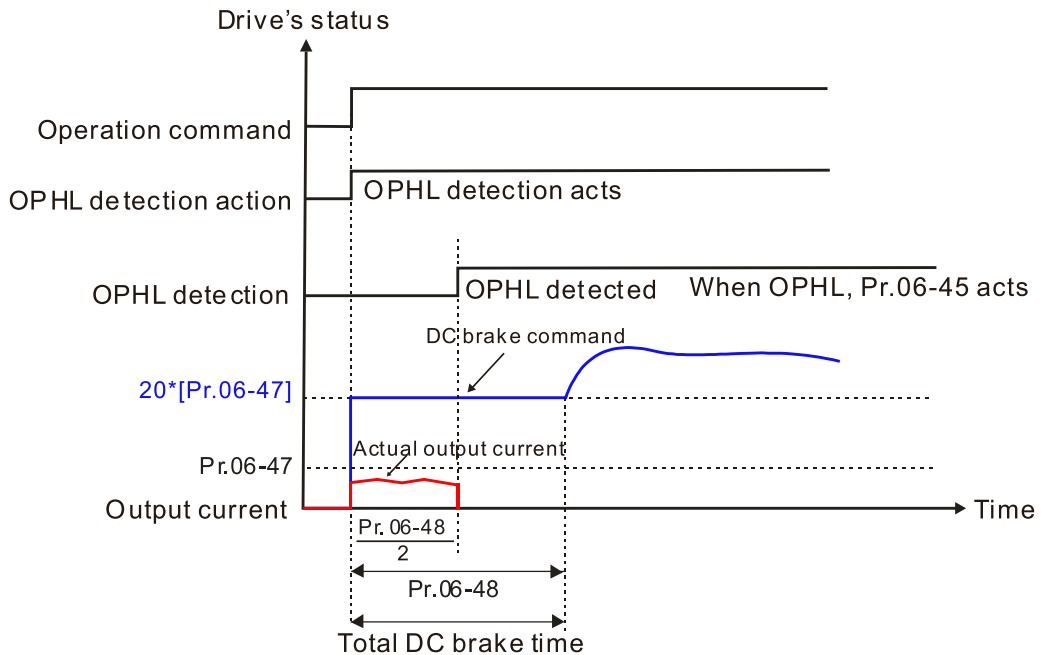 Drive's status
Operation command
OPHL detection acts
OPHL detection action
OPHL detection
OPHL detected
When OPHL, Pr.06-45 acts
DC brake command
20*[Pr.06-47]
Actual output current
Pr.06-47
Output current
Time
Pr. 06-48
2
Pr.06-48
Total DC brake time